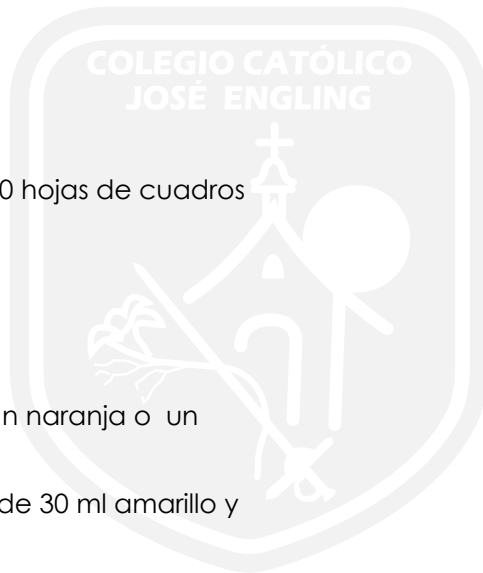 COLEGIO CATÓLICO
JOSÉ ENGLING
0 hojas de cuadros
n naranja o un
de 30 ml amarillo y